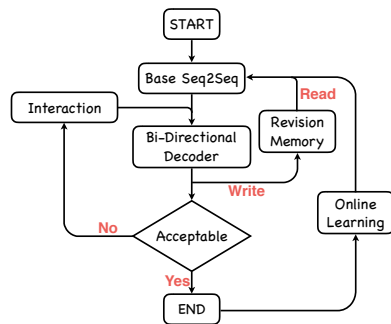 START
Base Seq2Seq
Read
Interaction
Revision
Memory
Bi-Directional
Decoder
Write
Online
Learning
No
Acceptable
Yes
END